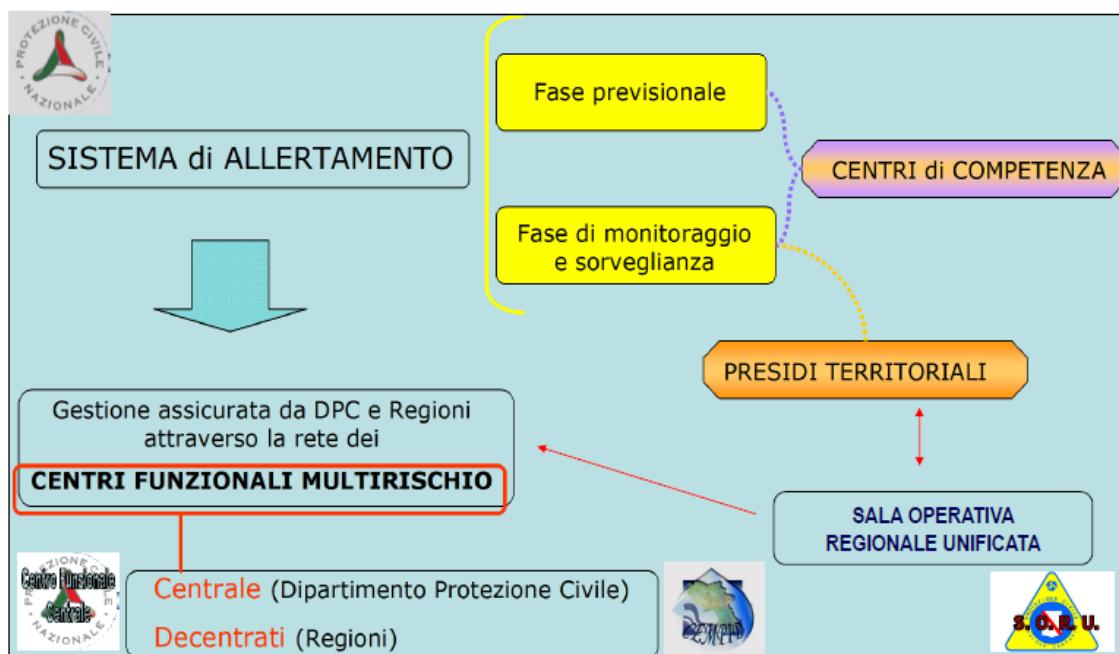 PROTEZIONE CIVILE
NAZIONALE
SISTEMA di ALLERTAMENTO
Fase previsionale
CENTRI di COMPETENZA
Fase di monitoraggio
e sorveglianza
PRESIDI TERRITORIALI
Gestione assicurata da DPC e Regioni
attraverso la rete dei
CENTRI FUNZIONALI MULTIRISCHIO
SALA OPERATIVA
REGIONALE UNIFICATA
Centro Funzionale
Centrale
NAZIONALE
Centrale (Dipartimento Protezione Civile)
Decentrati (Regioni)
S. O. R. U.